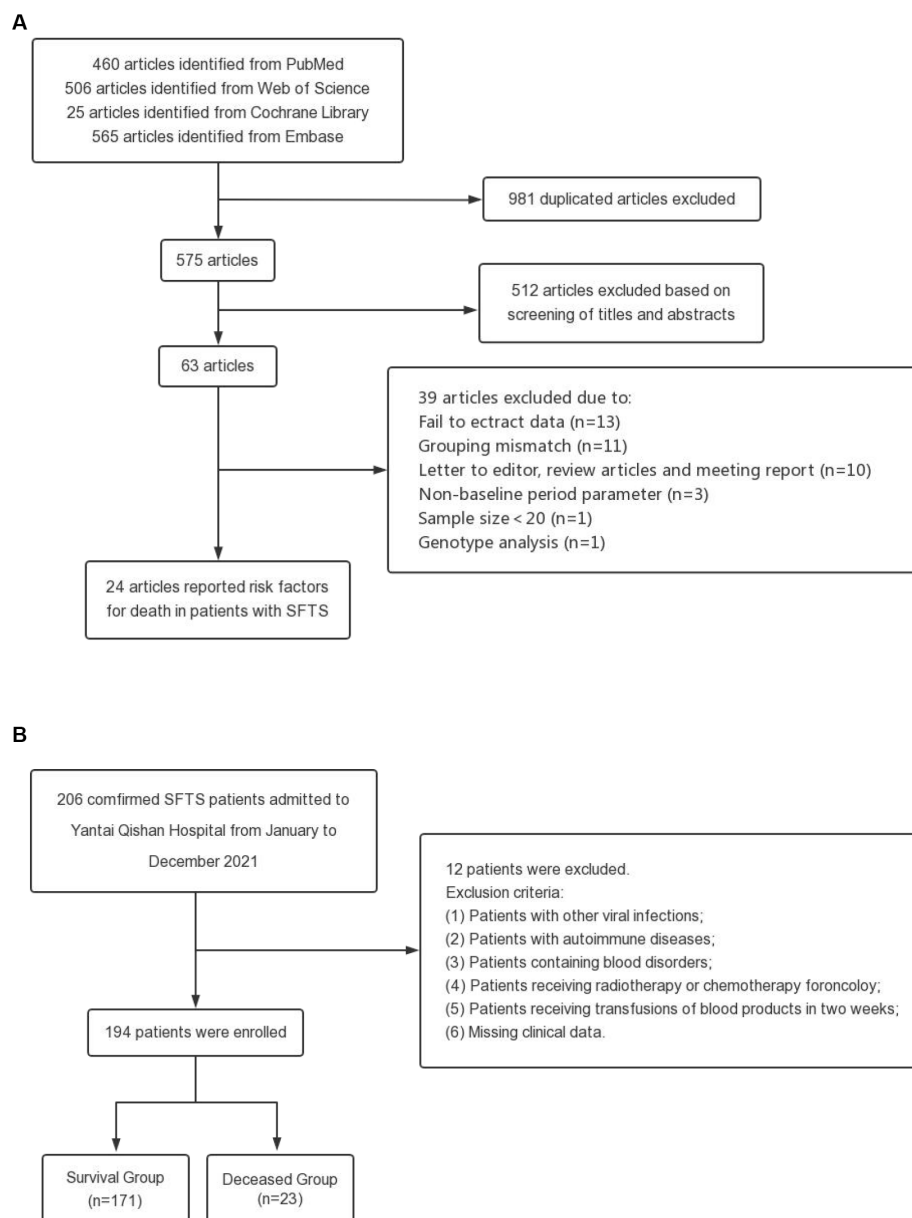 A
460 articles identified from PubMed
506 articles identified from Web of Science
25 articles identified from Cochrane Library
565 articles identified from Embase
981 duplicated articles excluded
575 articles
512 articles excluded based on
screening of titles and abstracts
63 articles
39 articles excluded due to:
Fail to ectract data (n=13)
Grouping mismatch (n=11)
Letter to editor, review articles and meeting report (n=10)
Non-baseline period parameter (n=3)
Sample size < 20 (n=1)
Genotype analysis (n=1)
24 articles reported risk factors
for death in patients with SFTS
B
206 comfirmed SFTS patients admitted to
Yantai Qishan Hospital from January to
December 2021
12 patients were excluded.
Exclusion criteria:
(1) Patients with other viral infections;
(2) Patients with autoimmune diseases;
(3) Patients containing blood disorders;
(4) Patients receiving radiotherapy or chemotherapy foroncoloy;
(5) Patients receiving transfusions of blood products in two weeks;
(6) Missing clinical data.
194 patients were enrolled
Survival Group
(n=171)
Deceased Group
(n=23)